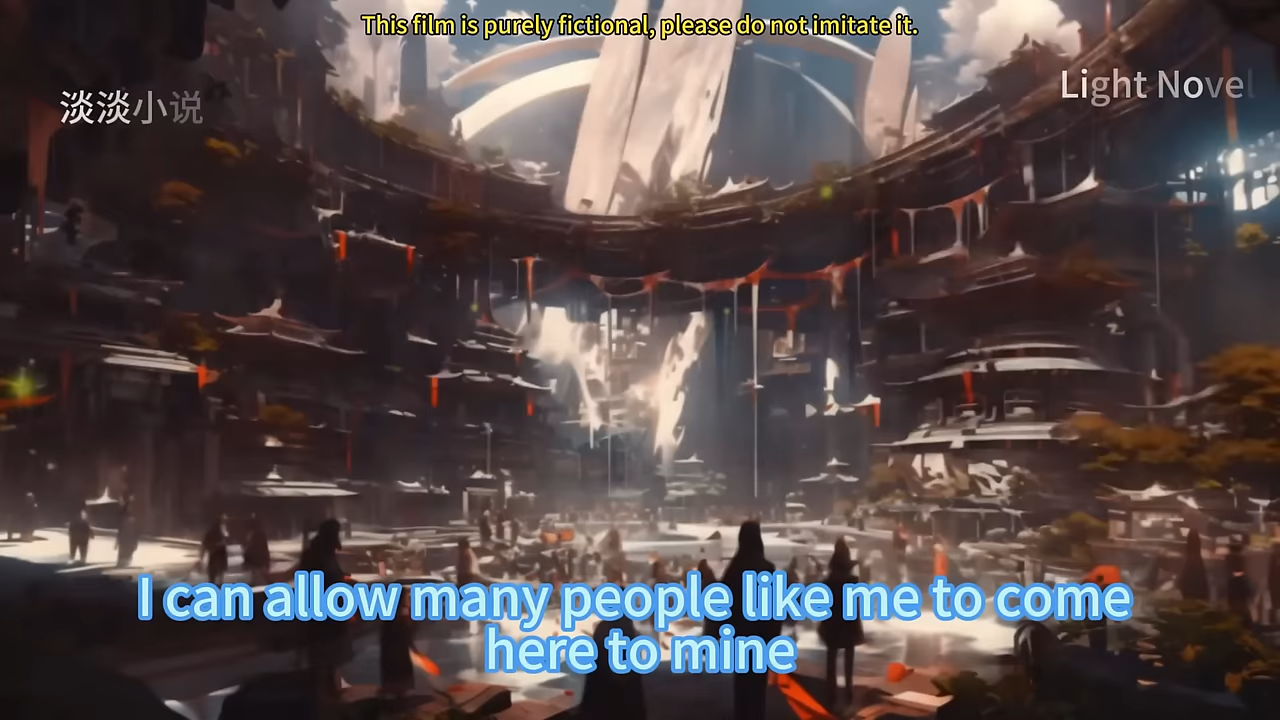 This film is purely fictional, please do not imitate it.
淡淡小说
Light Novel
I can allow many people like me to come
here to mine